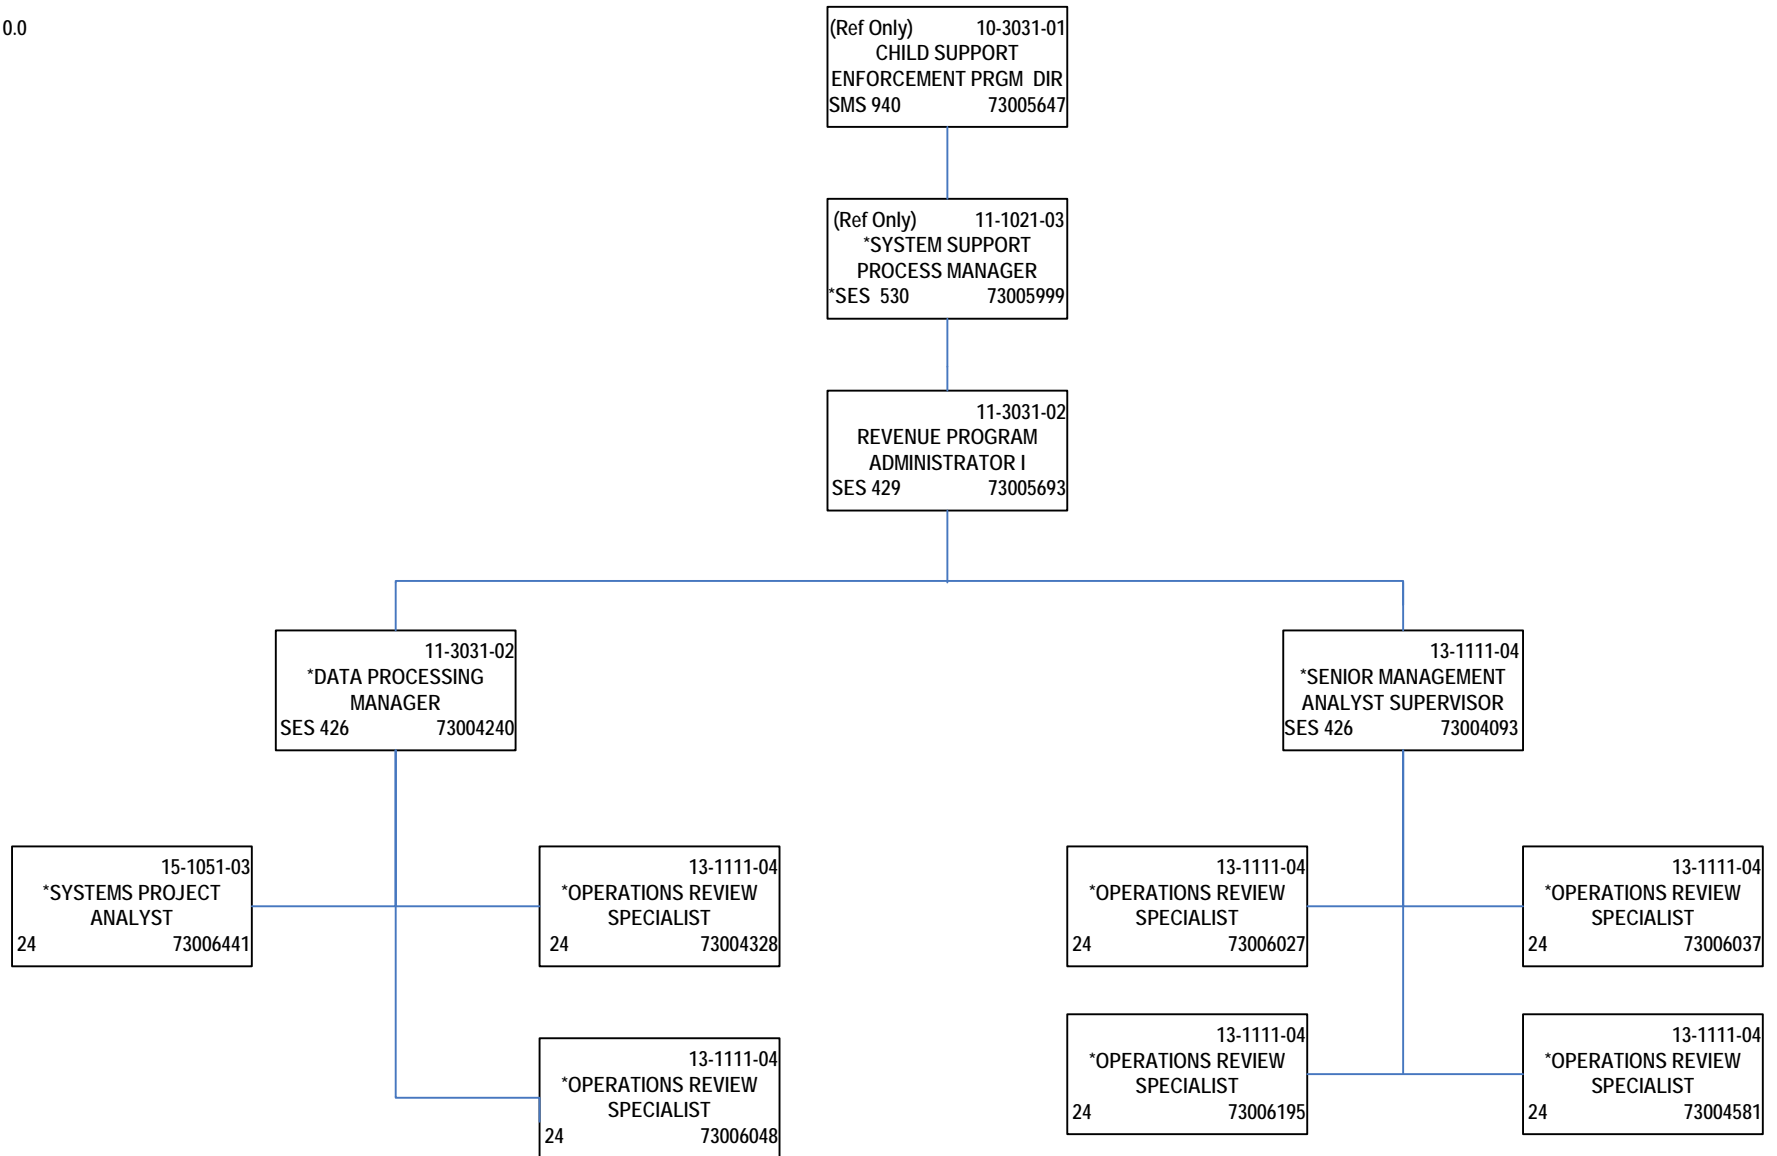 0.0
(Ref Only) 10-3031-01
CHILD SUPPORT
ENFORCEMENT PRGM DIR
SMS 940 73005647
(Ref Only) 11-1021-03
*SYSTEM SUPPORT
PROCESS MANAGER
*SES 530 73005999
11-3031-02
REVENUE PROGRAM
ADMINISTRATOR I
SES 429 73005693
11-3031-02
*DATA PROCESSING
MANAGER
SES 426 73004240
13-1111-04
*SENIOR MANAGEMENT
ANALYST SUPERVISOR
SES 426 73004093
15-1051-03
*SYSTEMS PROJECT
ANALYST
24 73006441
13-1111-04
*OPERATIONS REVIEW
SPECIALIST
24 73004328
13-1111-04
*OPERATIONS REVIEW
SPECIALIST
24 73006027
13-1111-04
*OPERATIONS REVIEW
SPECIALIST
24 73006037
13-1111-04
*OPERATIONS REVIEW
SPECIALIST
24 73006048
13-1111-04
*OPERATIONS REVIEW
SPECIALIST
24 73006195
13-1111-04
*OPERATIONS REVIEW
SPECIALIST
24 73004581